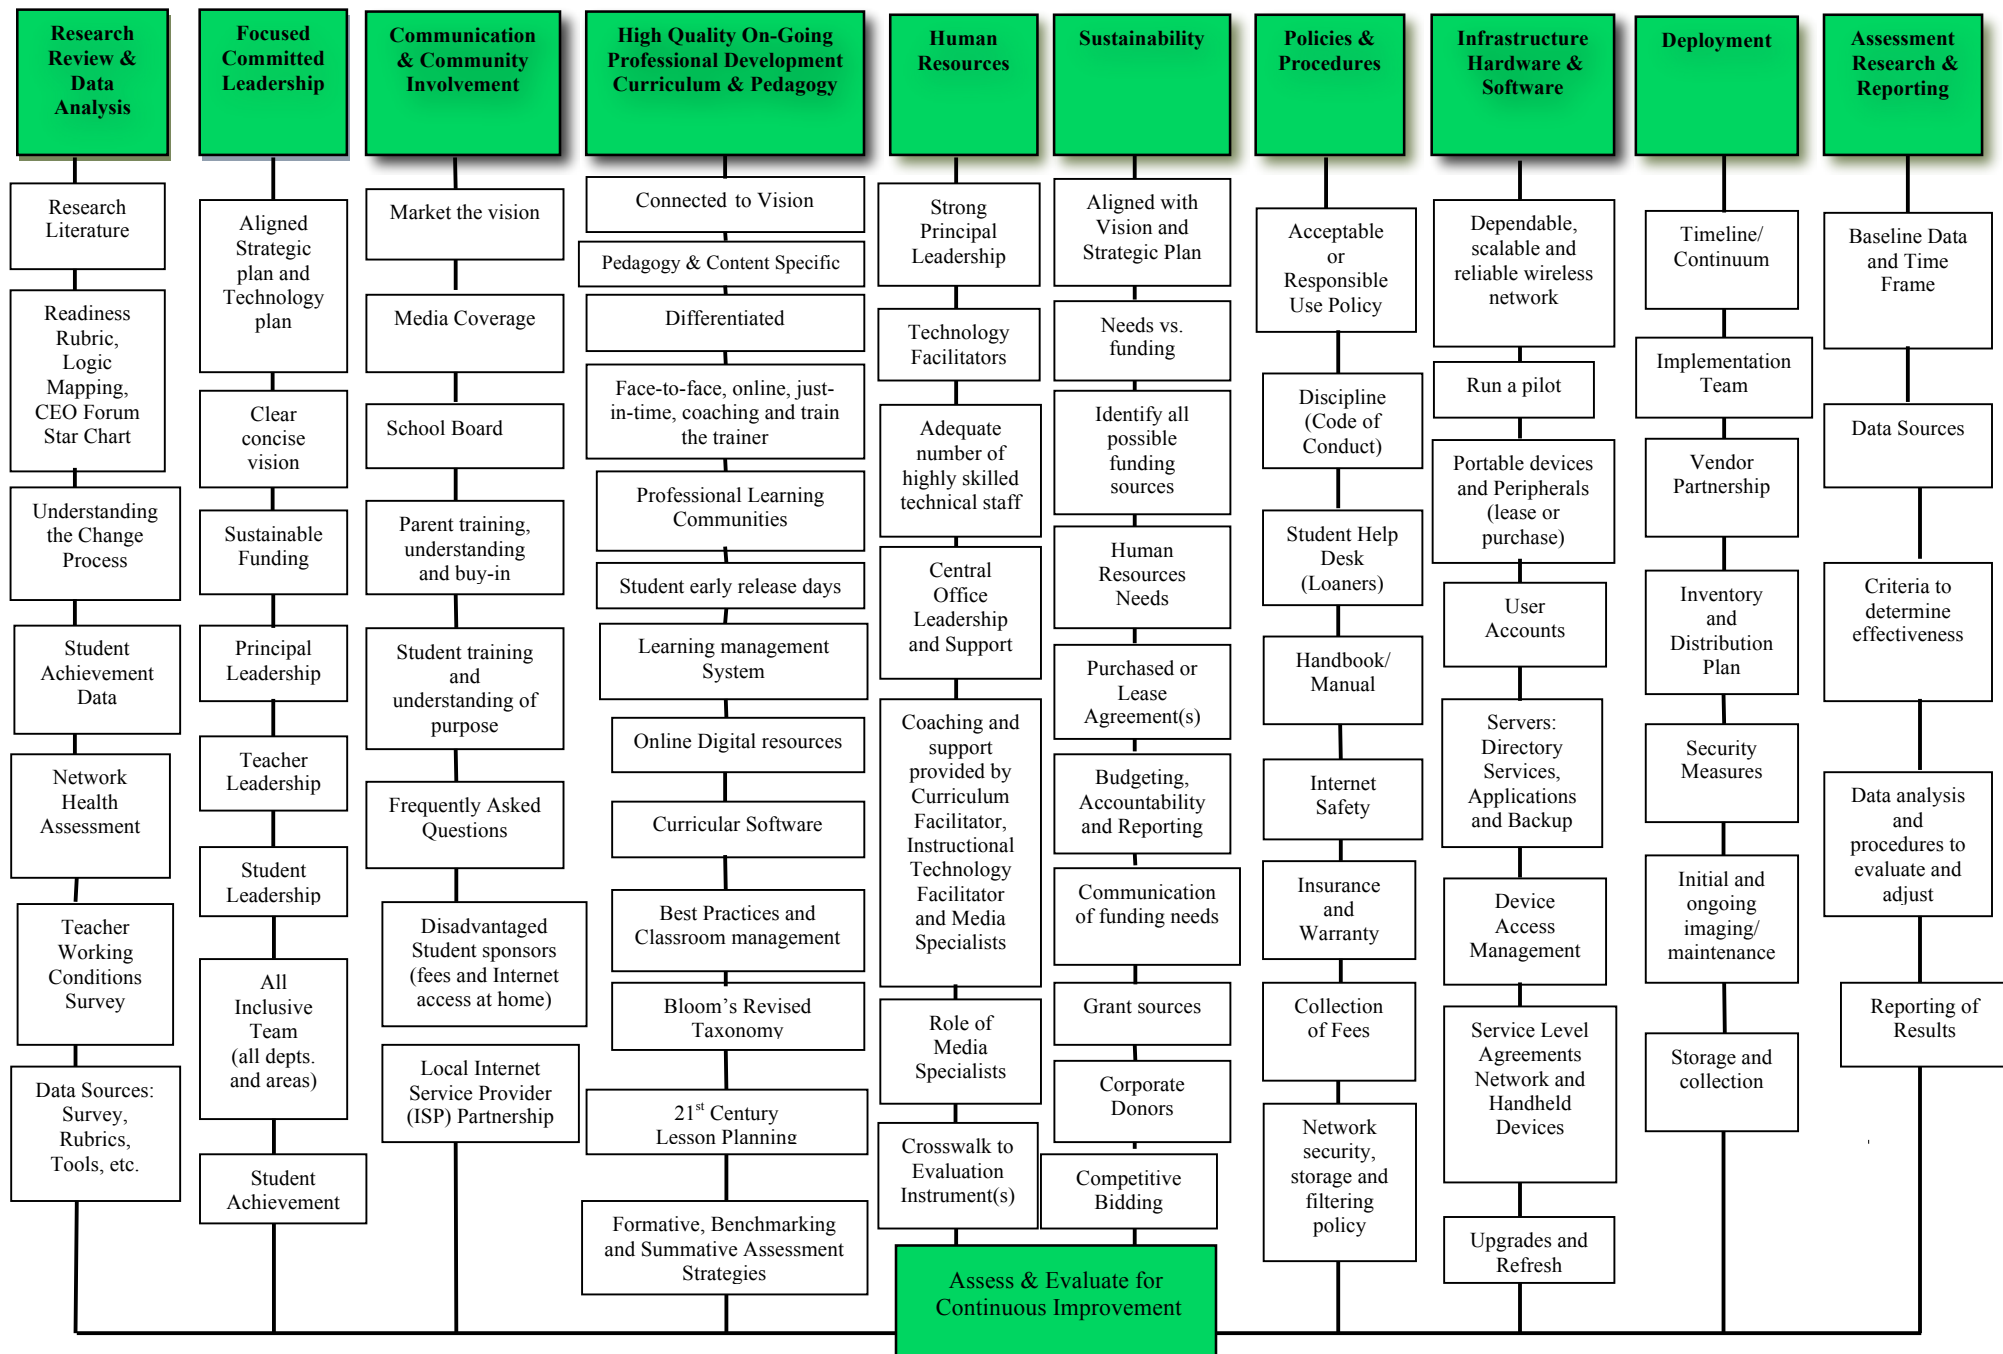 Research
Review &
Data
Analysis
Research
Literature
Readiness
Rubric,
Logic
Mapping,
CEO Forum
Star Chart
Understanding
the Change
Process
Student
Achievement
Data
Network
Health
Assessment
Teacher
Working
Conditions
Survey
Data Sources:
Survey,
Rubrics,
Tools, etc.
Focused
Committed
Leadership
Aligned
Strategic
plan and
Technology
plan
Clear
concise
vision
Sustainable
Funding
Principal
Leadership
Teacher
Leadership
Student
Leadership
All
Inclusive
Team
(all depts.
and areas)
Student
Achievement
Communication
& Community
Involvement
Market the vision
Media Coverage
School Board
Parent training,
understanding
and buy-in
Student training
and
understanding of
purpose
Frequently Asked
Questions
Disadvantaged
Student sponsors
(fees and Internet
access at home)
Local Internet
Service Provider
(ISP) Partnership
High Quality On-Going
Professional Development
Curriculum & Pedagogy
Connected to Vision
Pedagogy & Content Specific
Differentiated
Face-to-face, online, just-
in-time, coaching and train
the trainer
Professional Learning
Communities
Student early release days
Learning management
System
Online Digital resources
Curricular Software
Best Practices and
Classroom management
Bloom's Revised
Taxonomy
21st Century
Lesson Planning
Formative, Benchmarking
and Summative Assessment
Strategies
Human
Resources
Strong
Principal
Leadership
Technology
Facilitators
Adequate
number of
highly skilled
technical staff
Central
Office
Leadership
and Support
Coaching and
support
provided by
Curriculum
Facilitator,
Instructional
Technology
Facilitator
and Media
Specialists
Role of
Media
Specialists
Crosswalk to
Evaluation
Instrument(s)
Sustainability
Aligned with
Vision and
Strategic Plan
Needs vs.
funding
Identify all
possible
funding
sources
Human
Resources
Needs
Purchased or
Lease
Agreement(s)
Budgeting,
Accountability
and Reporting
Communication
of funding needs
Grant sources
Corporate
Donors
Competitive
Bidding
Policies &
Procedures
Acceptable
or
Responsible
Use Policy
Discipline
(Code of
Conduct)
Student Help
Desk
(Loaners)
Handbook/
Manual
Internet
Safety
Insurance
and
Warranty
Collection
of Fees
Network
security,
storage and
filtering
policy
Infrastructure
Hardware &
Software
Dependable,
scalable and
reliable wireless
network
Run a pilot
Portable devices
and Peripherals
(lease or
purchase)
User
Accounts
Servers:
Directory
Services,
Applications
and Backup
Device
Access
Management
Service Level
Agreements
Network and
Handheld
Devices
Upgrades and
Refresh
Deployment
Timeline/
Continuum
Implementation
Team
Vendor
Partnership
Inventory
and
Distribution
Plan
Security
Measures
Initial and
ongoing
imaging/
maintenance
Storage and
collection
Assessment
Research &
Reporting
Baseline Data
and Time
Frame
Data Sources
Criteria to
determine
effectiveness
Data analysis
and
procedures to
evaluate and
adjust
Reporting of
Results
Assess & Evaluate for
Continuous Improvement